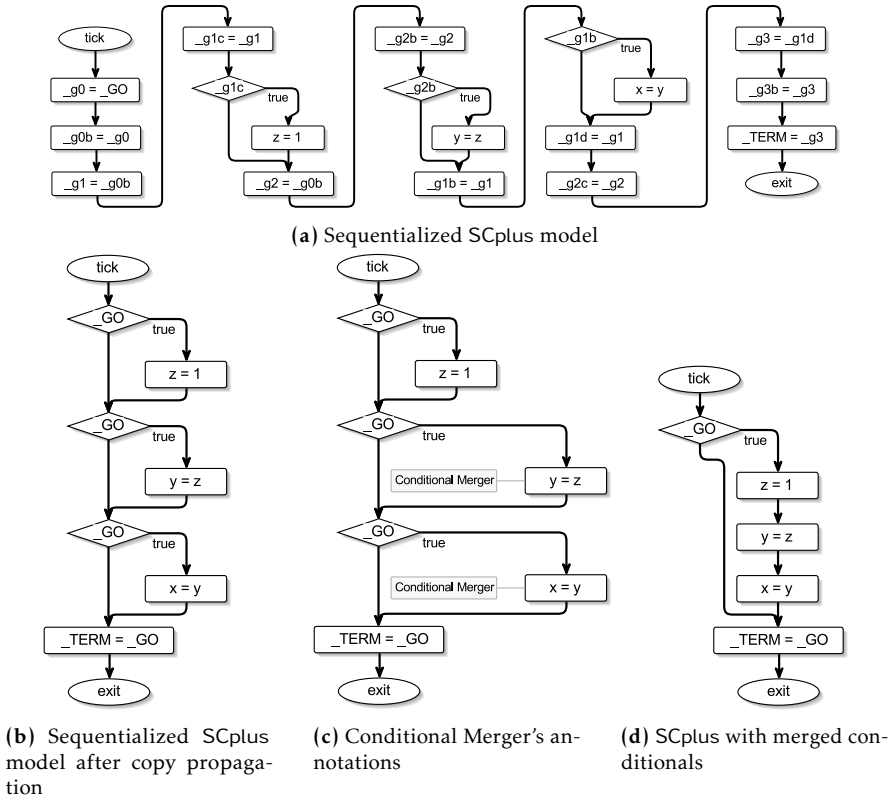 tick
_g0 = _GO
_g0b = _g0
_g1 = _g0b
_g1c = _g1
_g1c
true
z = 1
_g2 = _g0b
_g2b = _g2
_g2b
true
y = z
_g1b = _g1
_g1b
true
x = y
_g1d = _g1
_g2c = _g2
_g3 = _g1d
_g3b = _g3
_TERM = _g3
exit
(a) Sequentialized SCplus model
tick
_GO
true
z = 1
_GO
true
y = z
_GO
true
x = y
_TERM = _GO
exit
(b) Sequentialized SCplus
model after copy propaga-
tion
tick
_GO
true
z = 1
_GO
true
Conditional Merger
y = z
_GO
true
Conditional Merger
x = y
_TERM = _GO
exit
(c) Conditional Merger's an-
notations
tick
_GO
true
z = 1
y = z
x = y
_TERM = _GO
exit
(d) SCplus with merged con-
ditionals